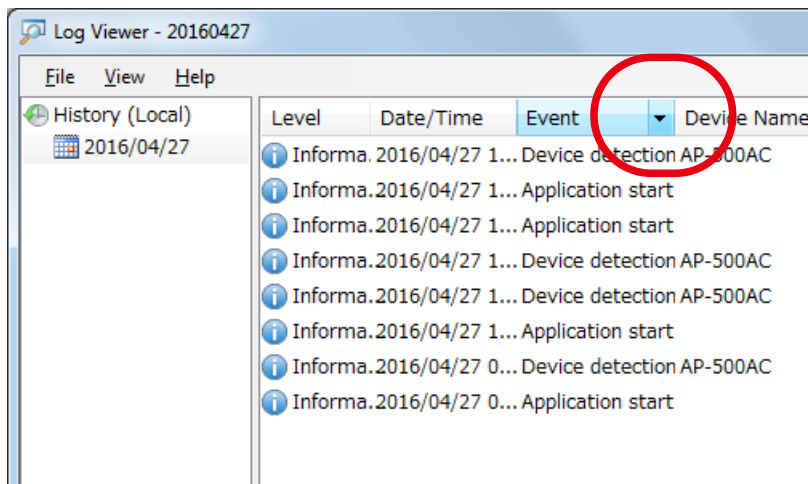 Log Viewer - 20160427
File View Help
History (Local)
2016/04/27
Level Date/Time Event Device Name
Informa. 2016/04/27 1... Device detection AP-500AC
Informa..2016/04/27 1... Application start
Informa..2016/04/27 1... Application start
Informa..2016/04/27 1... Device detection AP-500AC
Informa..2016/04/27 1... Device detection AP-500AC
Informa..2016/04/27 1... Application start
Informa..2016/04/27 0... Device detection AP-500AC
Informa..2016/04/27 0... Application start